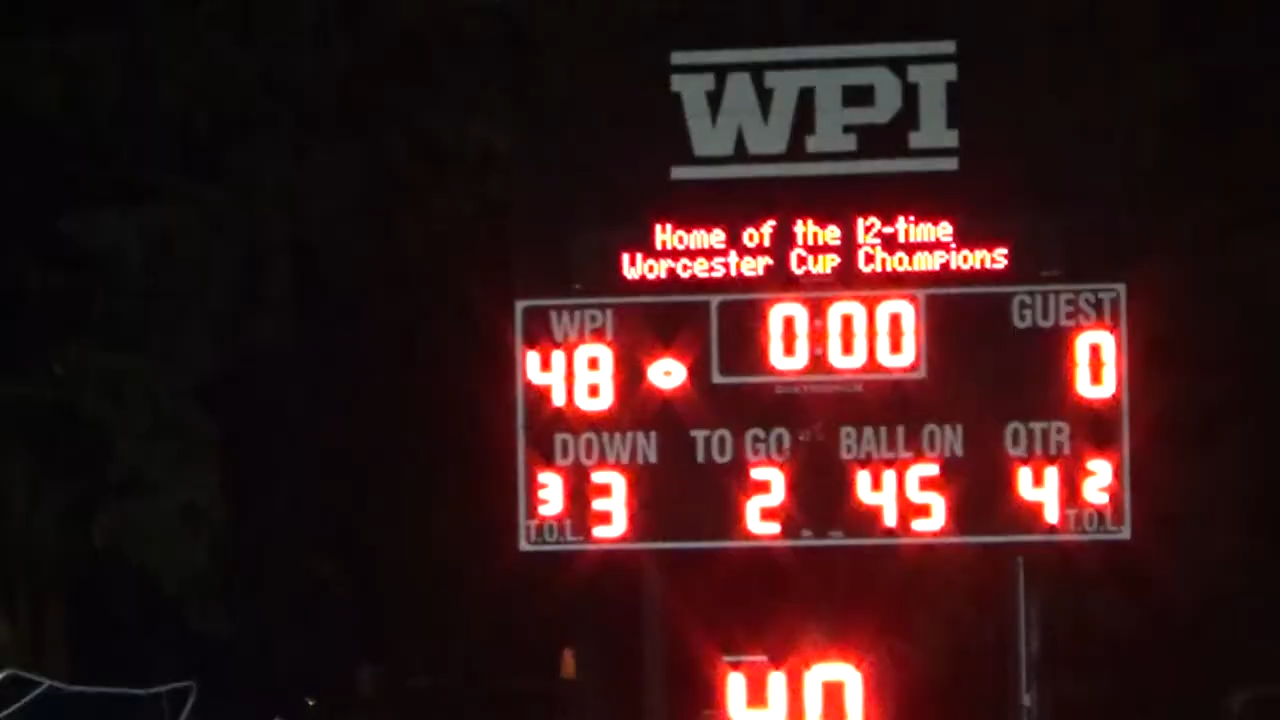 WPI
Home of the 12-time
Worcester Cup Champions
WPI 0:00 GUEST
48 0
DOWN TO GO BALL ON QTR
3 3 2 45 4 2
T.O.L. T.O.L.
40